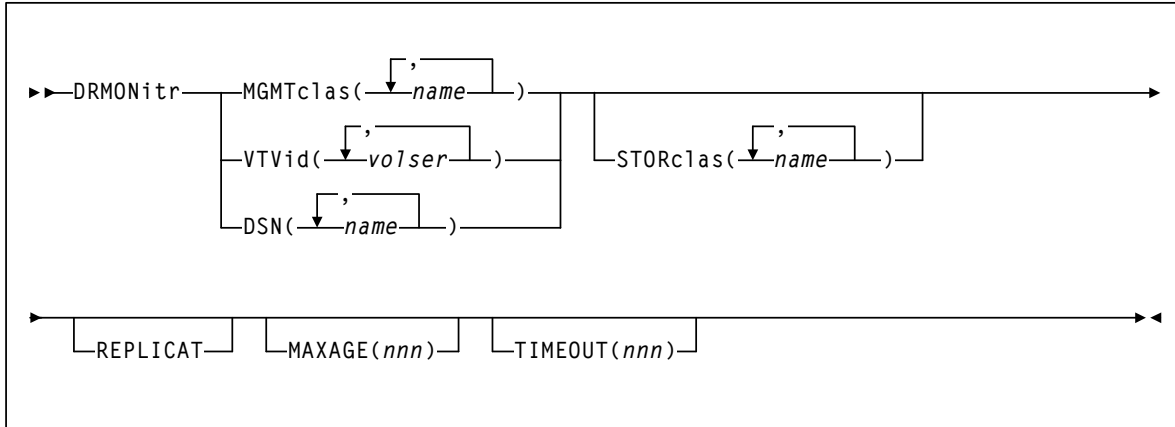 ,
,
DRMONitr MGMTclas( name ) STORclas( name )
,
VTVid( volser )
,
DSN( name )
REPLICAT MAXAGE(nnn) TIMEOUT(nnn)